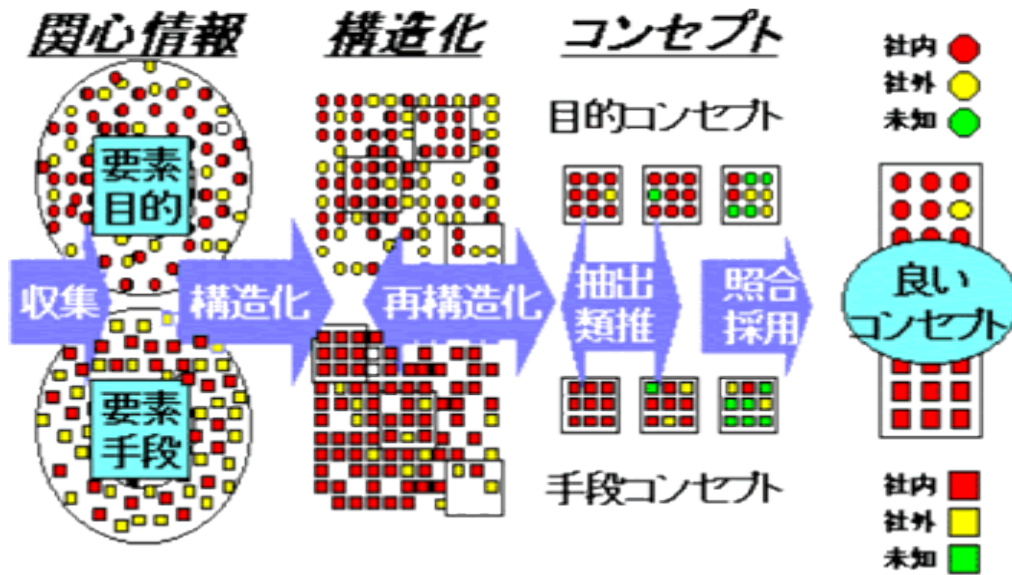 関心情報
構造化
コンセプト
社内
社外
未知
目的コンセプト
要素
目的
収集
構造化
再構造化
抽出
類推
照合
採用
良い
コンセプト
要素
手段
手段コンセプト
社内
社外
未知